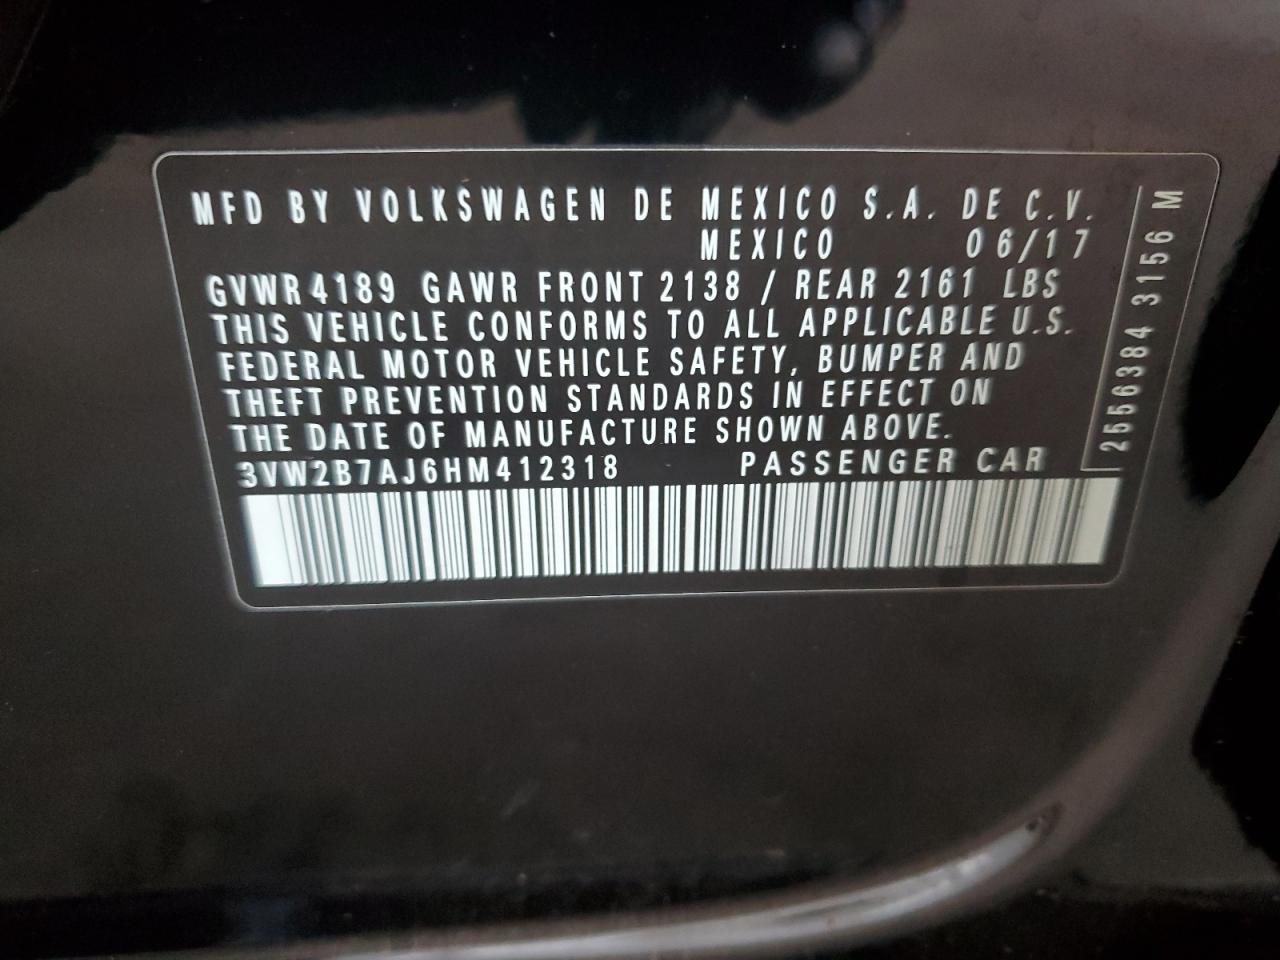 MFD BY VOLKSWAGEN DE MEXICO S.A. DE C.V.
MEXICO 06/17
GVWR 4189 GAWR FRONT 2138 / REAR 2161 LBS
THIS VEHICLE CONFORMS TO ALL APPLICABLE U.S.
FEDERAL MOTOR VEHICLE SAFETY, BUMPER AND
THEFT PREVENTION STANDARDS IN EFFECT ON
THE DATE OF MANUFACTURE SHOWN ABOVE.
3VW2B7AJ6HM412318 PASSENGER CAR
2556384 3156 M